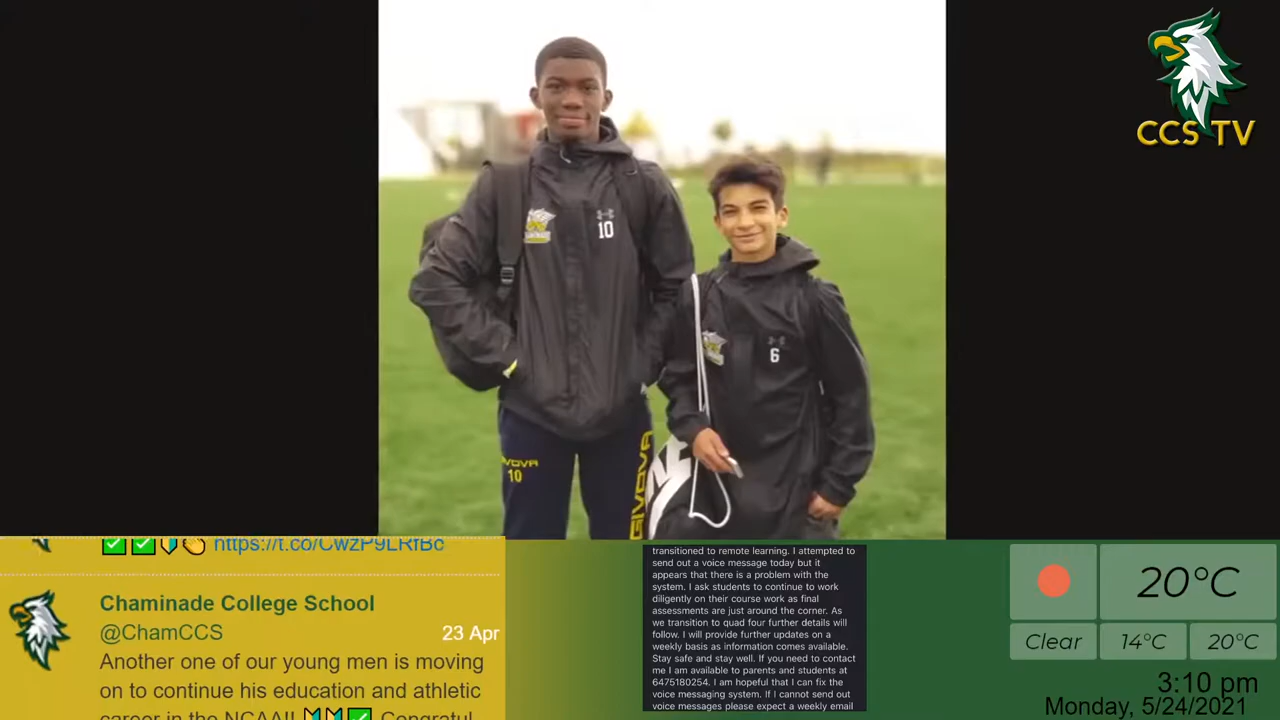 CCS TV
10
6
GIVOVA
10
GIVOVA
https://t.co/CwzP9LRfBc
Chaminade College School
@ChamCCS
23 Apr
Another one of our young men is moving
on to continue his education and athletic
career in the NCAA!! Congratul
transitioned to remote learning. I attempted to
send out a voice message today but it
appears that there is a problem with the
system. I ask students to continue to work
diligently on their course work as final
assessments are just around the corner. As
we transition to quad four further details will
follow. I will provide further updates on a
weekly basis as information comes available.
Stay safe and stay well. If you need to contact
me I am available to parents and students at
6475180254. I am hopeful that I can fix the
voice messaging system. If I cannot send out
voice messages please expect a weekly email
20°C
Clear
14°C
20°C
3:10 pm
Monday, 5/24/2021